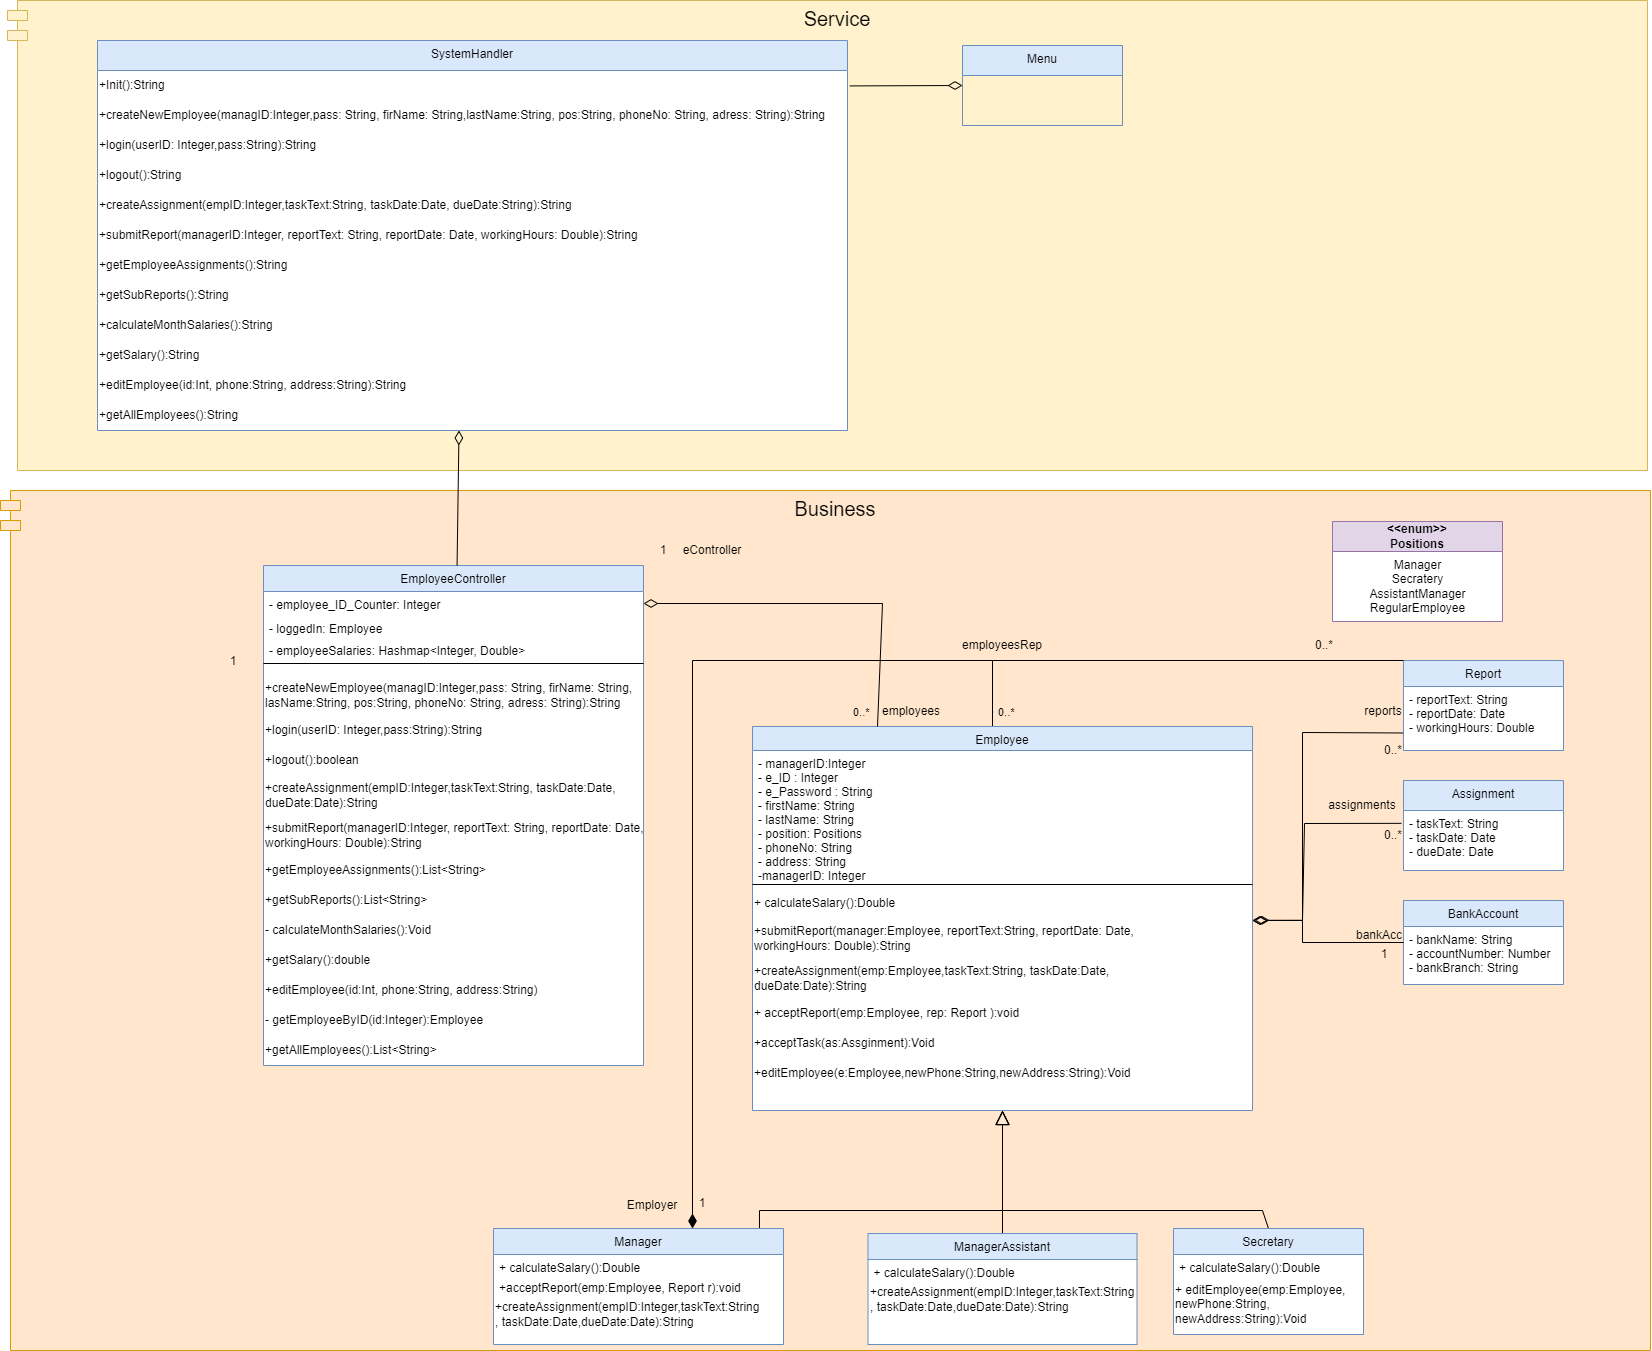 Service
SystemHandler
+Init():String
+createNewEmployee(managID:Integer,pass: String, firName: String,lastName:String, pos:String, phoneNo: String, adress: String):String
+login(userID: Integer,pass:String):String
+logout():String
+createAssignment(empID:Integer,taskText:String, taskDate:Date, dueDate:String):String
+submitReport(managerID:Integer, reportText: String, reportDate: Date, workingHours: Double):String
+getEmployeeAssignments():String
+getSubReports():String
+calculateMonthSalaries():String
+getSalary():String
+editEmployee(id:Int, phone:String, address:String):String
+getAllEmployees():String
Menu
Business
1 eController
<<enum>>
Positions
Manager
Secratery
AssistantManager
RegularEmployee
EmployeeController
- employee_ID_Counter: Integer
- loggedIn: Employee
- employeeSalaries: Hashmap<Integer, Double>
1
+createNewEmployee(managID:Integer,pass: String, firName: String,
lasName:String, pos:String, phoneNo: String, adress: String):String
+login(userID: Integer,pass:String):String
+logout():boolean
+createAssignment(empID:Integer,taskText:String, taskDate:Date,
dueDate:Date):String
+submitReport(managerID:Integer, reportText: String, reportDate: Date,
workingHours: Double):String
+getEmployeeAssignments():List<String>
+getSubReports():List<String>
- calculateMonthSalaries():Void
+getSalary():double
+editEmployee(id:Int, phone:String, address:String)
- getEmployeeByID(id:Integer):Employee
+getAllEmployees():List<String>
employeesRep
0..*
0..* employees
0..*
Employee
- managerID:Integer
- e_ID : Integer
- e_Password : String
- firstName: String
- lastName: String
- position: Positions
- phoneNo: String
- address: String
-managerID: Integer
+ calculateSalary():Double
+submitReport(manager:Employee, reportText:String, reportDate: Date,
workingHours: Double):String
+createAssignment(emp:Employee,taskText:String, taskDate:Date,
dueDate:Date):String
+ acceptReport(emp:Employee, rep: Report ):void
+acceptTask(as:Assginment):Void
+editEmployee(e:Employee,newPhone:String,newAddress:String):Void
Report
- reportText: String
- reportDate: Date
- workingHours: Double
reports
0..*
Assignment
- taskText: String
- taskDate: Date
- dueDate: Date
assignments
0..*
BankAccount
- bankName: String
- accountNumber: Number
- bankBranch: String
bankAcc
1
Employer 1
Manager
+ calculateSalary():Double
+acceptReport(emp:Employee, Report r):void
+createAssignment(empID:Integer,taskText:String
, taskDate:Date,dueDate:Date):String
ManagerAssistant
+ calculateSalary():Double
+createAssignment(empID:Integer,taskText:String
, taskDate:Date,dueDate:Date):String
Secretary
+ calculateSalary():Double
+ editEmployee(emp:Employee,
newPhone:String,
newAddress:String):Void